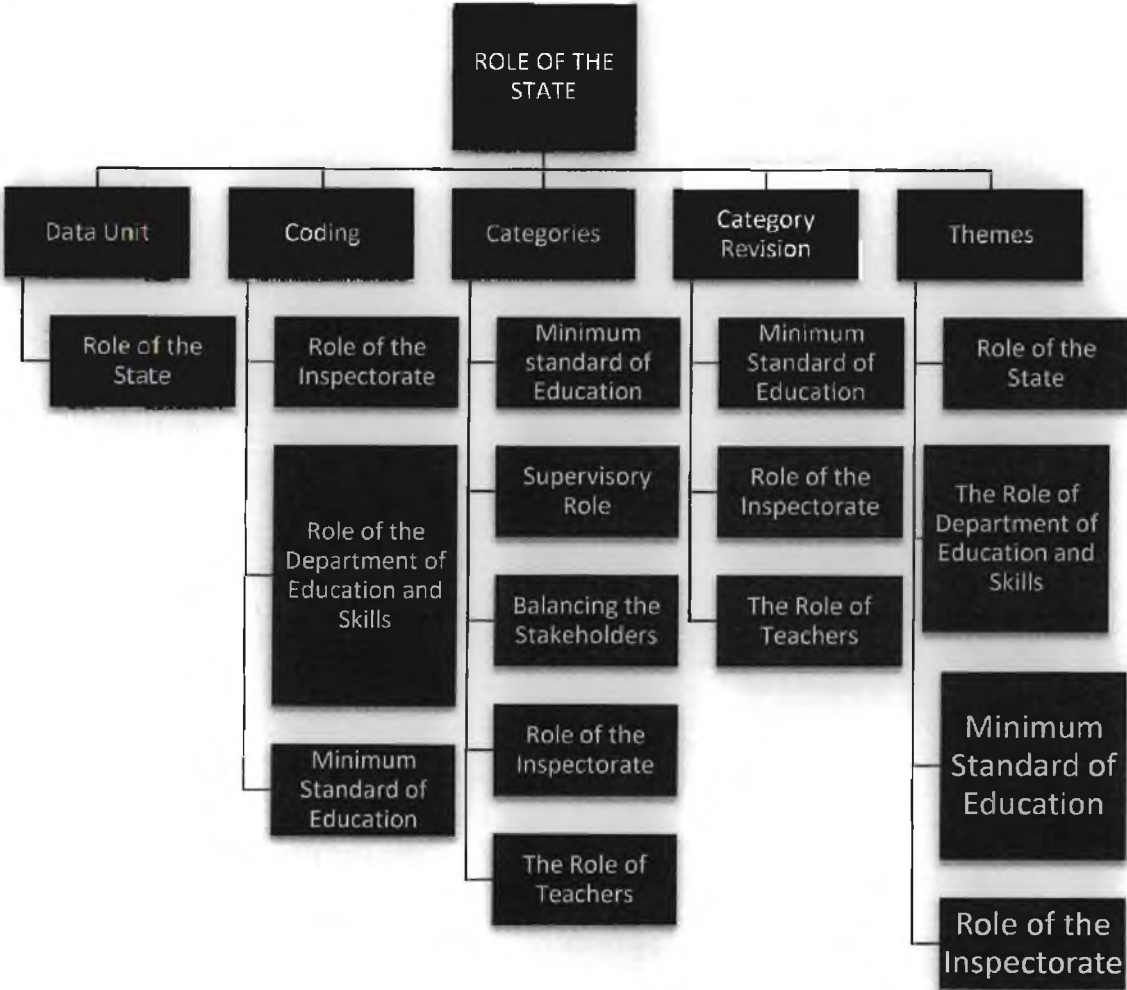 ROLE OF THE
STATE
Data Unit
Role of the
State
Coding
Role of the
Inspectorate
Role of the
Department of
Education and
Skills
Minimum
Standard of
Education
Categories
Minimum
standard of
Education
Supervisory
Role
Balancing the
Stakeholders
Role of the
Inspectorate
The Role of
Teachers
Category
Revision
Minimum
Standard of
Education
Role of the
Inspectorate
The Role of
Teachers
Themes
Role of the
State
The Role of
Department of
Education and
Skills
Minimum
Standard of
Education
Role of the
Inspectorate